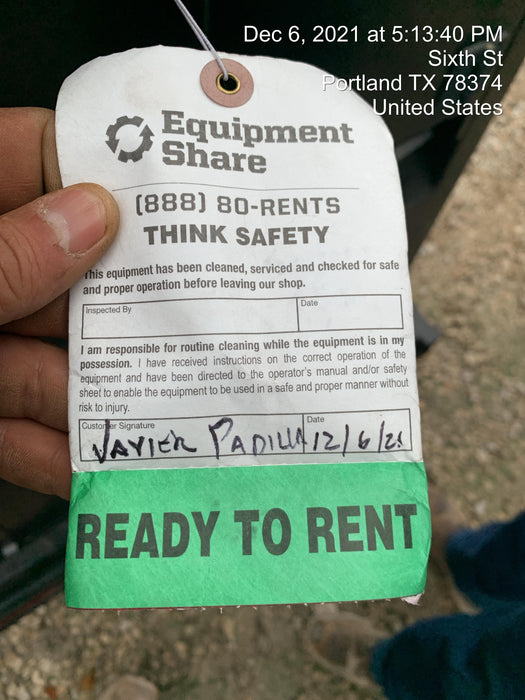 Dec 6, 2021 at 5:13:40 PM
Sixth St
Portland TX 78374
United States
Equipment
Share
(888) 80-RENTS
THINK SAFETY
This equipment has been cleaned, serviced and checked for safe
and proper operation before leaving our shop.
Inspected By
Date
I am responsible for routine cleaning while the equipment is in my
possession. I have received instructions on the correct operation of the
equipment and have been directed to the operator's manual and/or safety
sheet to enable the equipment to be used in a safe and proper manner without
risk to injury.
Customer Signature
Date
JAVIER PADILLA 12/6/21
READY TO RENT